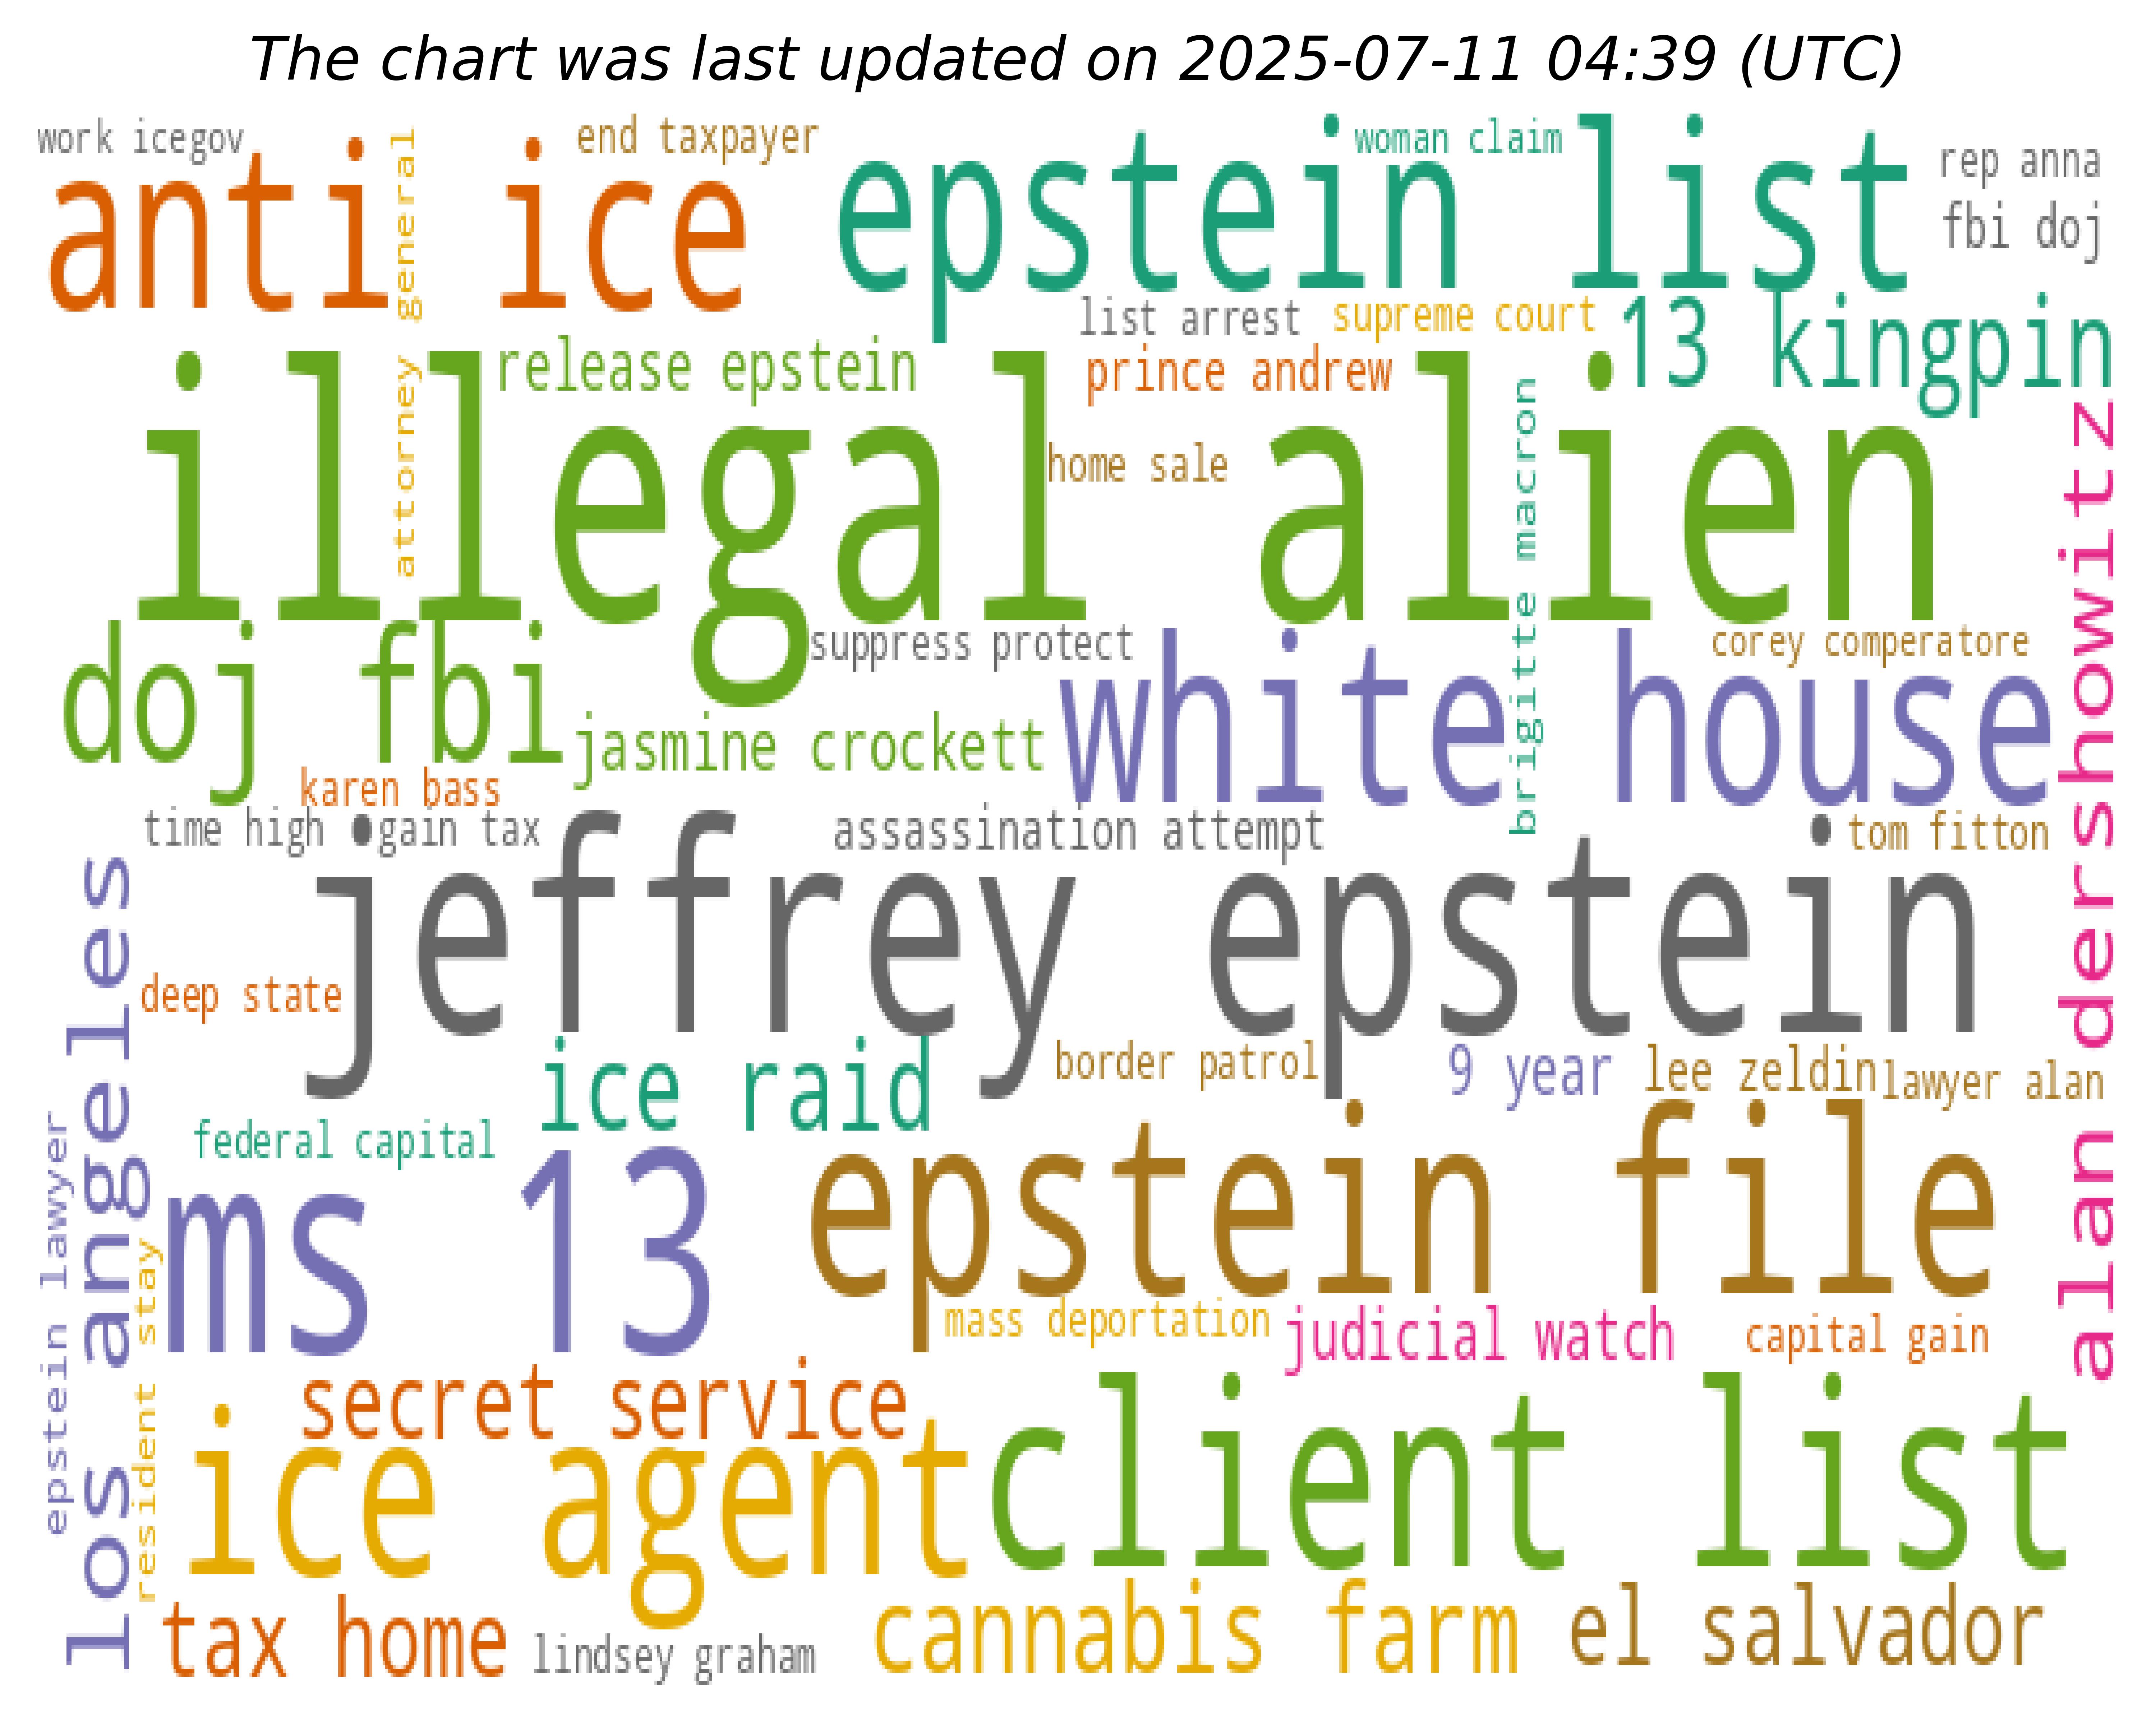 The chart was last updated on 2025-07-11 04:39 (UTC)
work icegov
end taxpayer
woman claim
rep anna
anti ice
attorney general
epstein list
fbi doj
list arrest
supreme court
13 kingpin
release epstein
prince andrew
illegal alien
home sale
brigitte macron
alan dershowitz
doj fbi
suppress protect
corey comperatore
jasmine crockett
white house
karen bass
time high
gain tax
assassination attempt
tom fitton
jeffrey epstein
los angeles
deep state
ice raid
border patrol
9 year
lee zeldin
lawyer alan
federal capital
epstein lawyer
resident stay
ms 13
epstein file
mass deportation
judicial watch
capital gain
secret service
ice agent
client list
tax home
lindsey graham
cannabis farm
el salvador